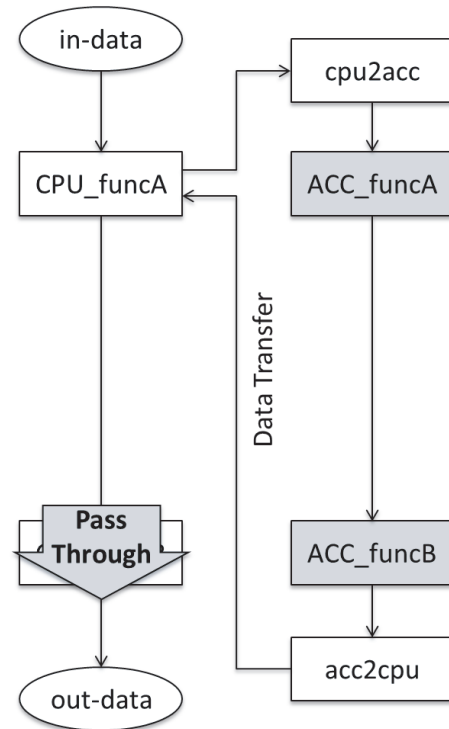 in-data
cpu2acc
CPU_funcA
ACC_funcA
Data Transfer
Pass
Through
ACC_funcB
acc2cpu
out-data